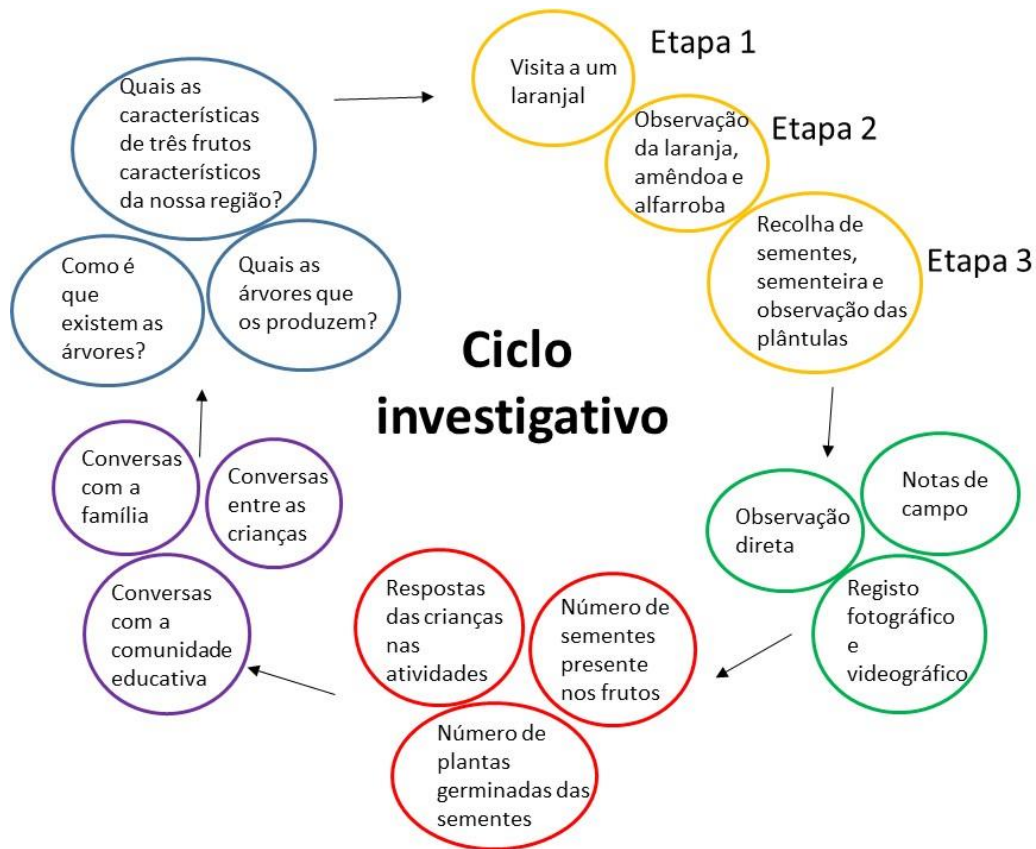 Quais as
características
de três frutos
característicos
da nossa região?
Como é
que
existem as
árvores?
Quais as
árvores que
os produzem?
Visita a um
laranjal
Etapa 1
Observação
da laranja,
amêndoa e
alfarroba
Etapa 2
Recolha de
sementes,
sementeira e
observação das
plântulas
Etapa 3
Ciclo
investigativo
Observação
direta
Notas de
campo
Registo
fotográfico
e
videográfico
Respostas
das crianças
nas
atividades
Número de
sementes
presente
nos frutos
Número de
plantas
germinadas das
sementes
Conversas
com a
família
Conversas
entre as
crianças
Conversas
com a
comunidade
educativa